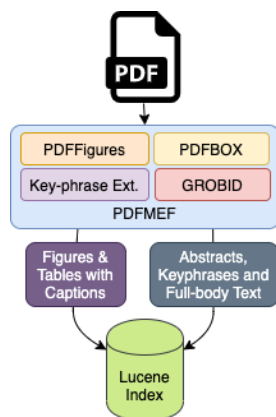 PDF
PDFFigures
PDFBOX
Key-phrase Ext.
GROBID
PDFMEF
Figures &
Tables with
Captions
Abstracts,
Keyphrases and
Full-body Text
Lucene
Index